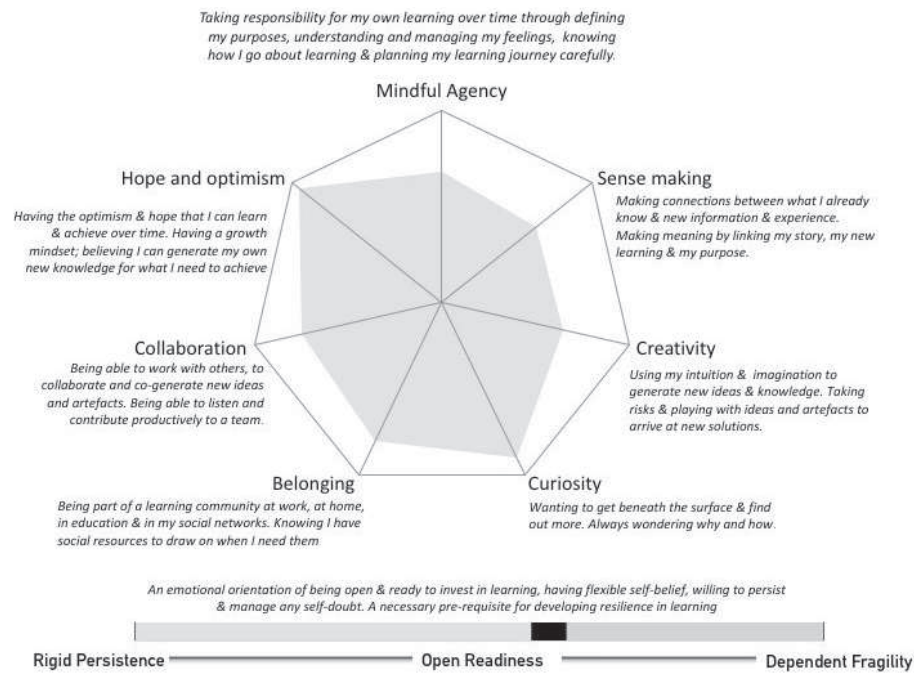 Taking responsibility for my own learning over time through defining
my purposes, understanding and managing my feelings, knowing
how I go about learning & planning my learning journey carefully.
Mindful Agency
Hope and optimism
Having the optimism & hope that I can learn
& achieve over time. Having a growth
mindset; believing I can generate my own
new knowledge for what I need to achieve
Sense making
Making connections between what I already
know & new information & experience.
Making meaning by linking my story, my new
learning & my purpose.
Collaboration
Being able to work with others, to
collaborate and co-generate new ideas
and artefacts. Being able to listen and
contribute productively to a team.
Creativity
Using my intuition & imagination to
generate new ideas & knowledge. Taking
risks & playing with ideas and artefacts to
arrive at new solutions.
Belonging
Being part of a learning community at work, at home,
in education & in my social networks. Knowing I have
social resources to draw on when I need them
Curiosity
Wanting to get beneath the surface & find
out more. Always wondering why and how.
An emotional orientation of being open & ready to invest in learning, having flexible self-belief, willing to persist
& manage any self-doubt. A necessary pre-requisite for developing resilience in learning
Rigid Persistence Open Readiness Dependent Fragility